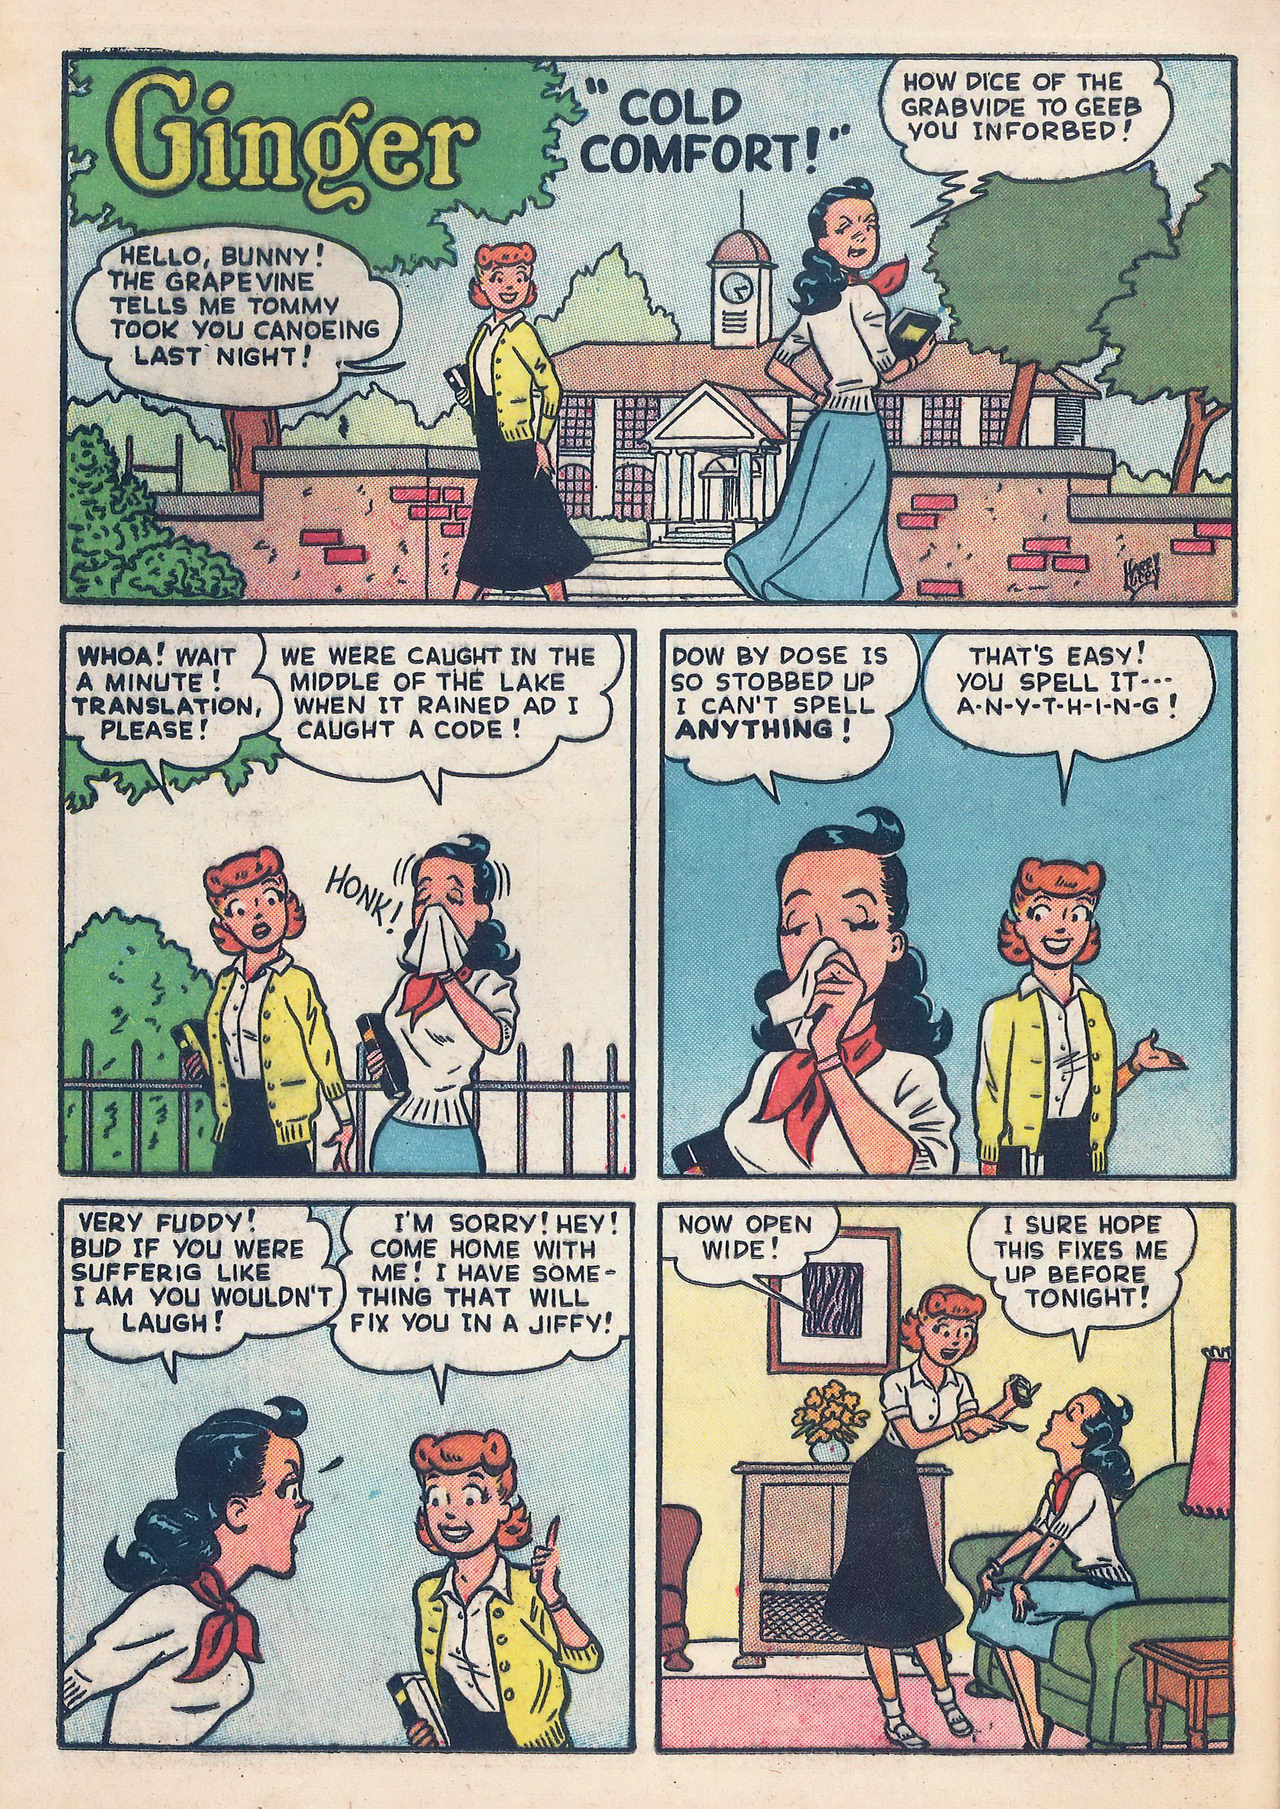 Ginger
"COLD
COMFORT!"
HELLO, BUNNY!
THE GRAPEVINE
TELLS ME TOMMY
TOOK YOU CANOEING
LAST NIGHT!
HOW DICE OF THE
GRABVIDE TO GEEB
YOU INFORBED!
WHOA! WAIT
A MINUTE!
TRANSLATION,
PLEASE!
WE WERE CAUGHT IN THE
MIDDLE OF THE LAKE
WHEN IT RAINED AD I
CAUGHT A CODE!
HONK!
DOW BY DOSE IS
SO STOBBED UP
I CAN'T SPELL
ANYTHING!
THAT'S EASY!
YOU SPELL IT---
A-N-Y-T-H-I-N-G!
VERY FUDDY!
BUD IF YOU WERE
SUFFERIG LIKE
I AM YOU WOULDN'T
LAUGH!
I'M SORRY! HEY!
COME HOME WITH
ME! I HAVE SOME-
THING THAT WILL
FIX YOU IN A JIFFY!
NOW OPEN
WIDE!
I SURE HOPE
THIS FIXES ME
UP BEFORE
TONIGHT!